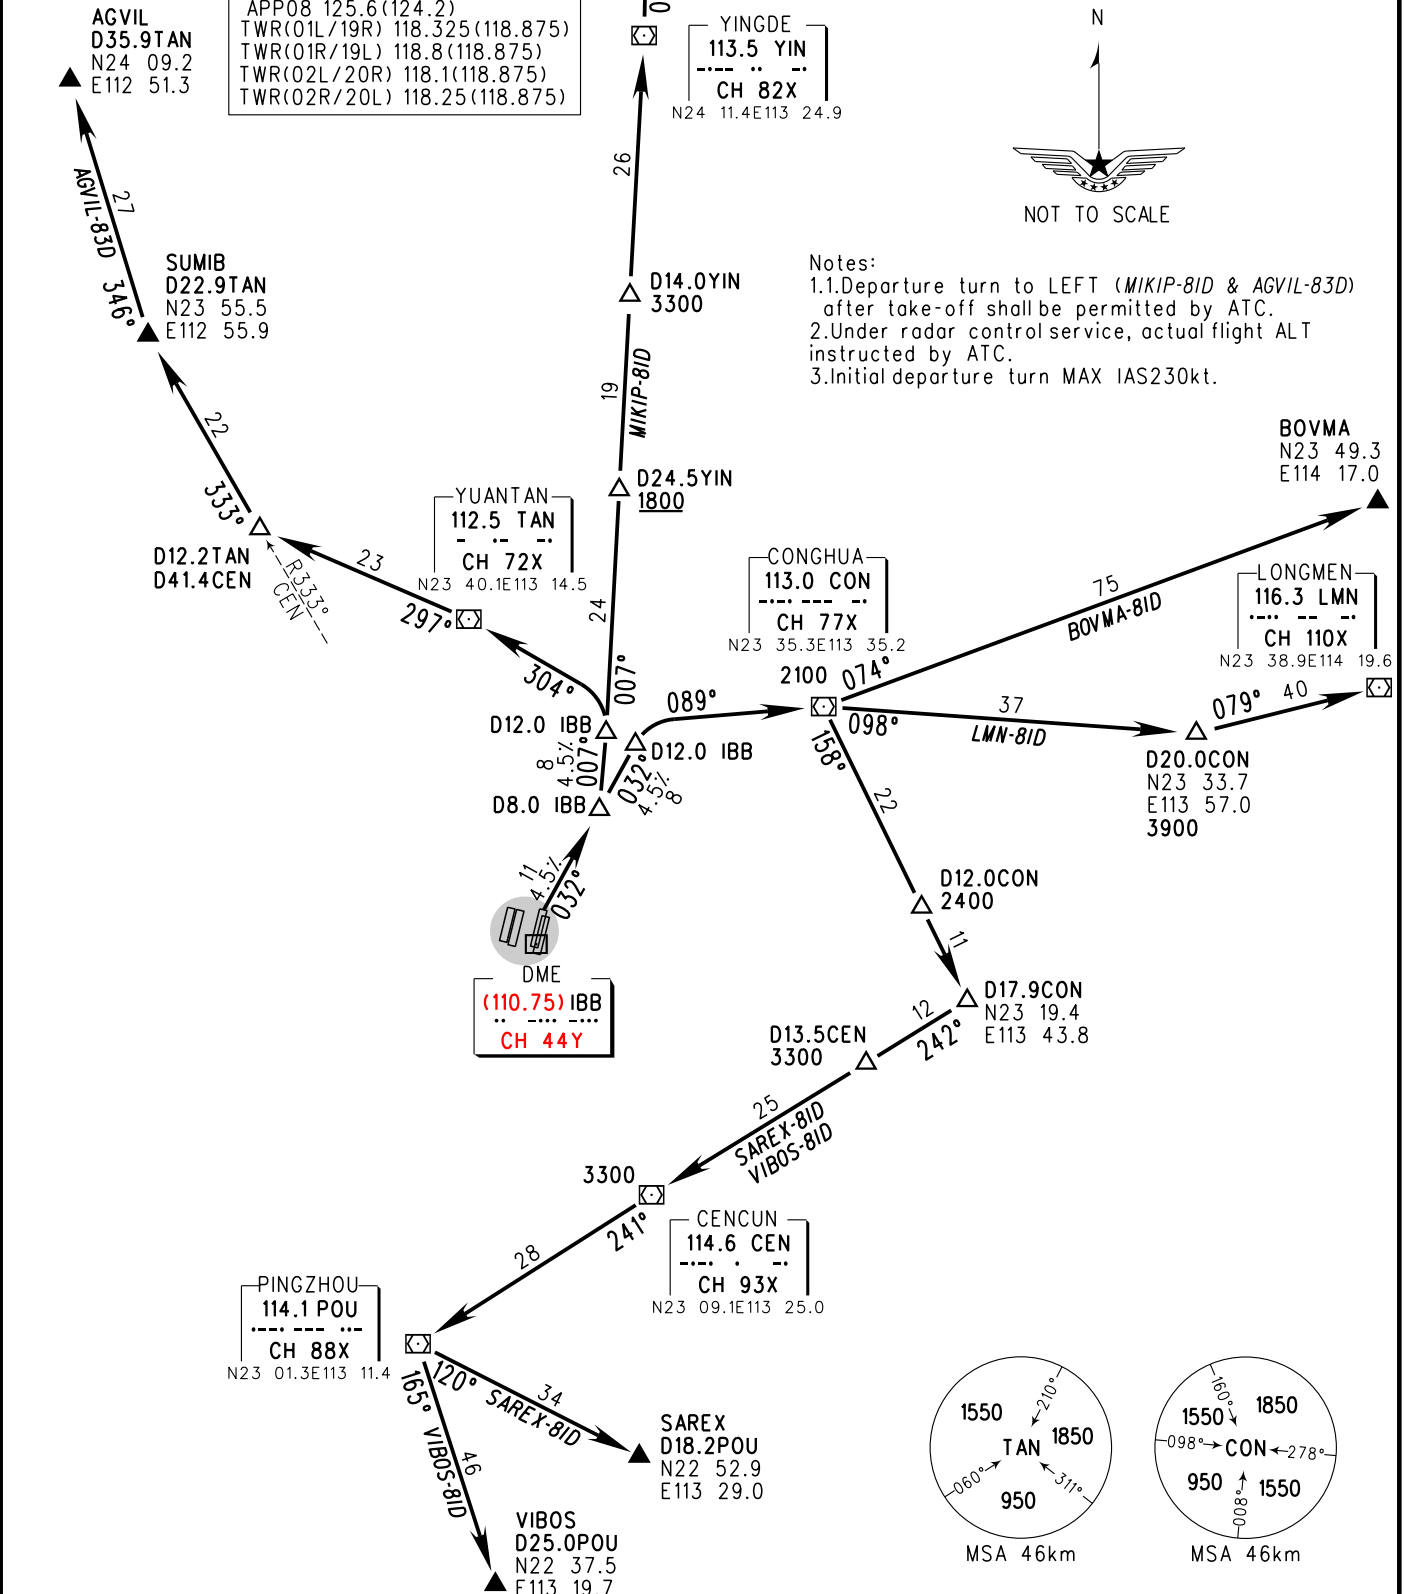 AGVIL
D35.9TAN
N24 09.2
E112 51.3
APP08 125.6(124.2)
TWR(01L/19R) 118.325(118.875)
TWR(01R/19L) 118.8(118.875)
TWR(02L/20R) 118.1(118.875)
TWR(02R/20L) 118.25(118.875)
0
YINGDE
113.5 YIN
CH 82X
N24 11.4E113 24.9
N
NOT TO SCALE
26
27
AGVIL-83D
346°
SUMIB
D22.9TAN
N23 55.5
E112 55.9
D14.0YIN
3300
Notes:
1.1.Departure turn to LEFT (MIKIP-81D & AGVIL-83D)
after take-off shall be permitted by ATC.
2.Under radar control service, actual flight ALT
instructed by ATC.
3.Initial departure turn MAX IAS230kt.
19
MIKIP-81D
22
333°
D24.5YIN
1800
BOVMA
N23 49.3
E114 17.0
YUANTAN
112.5 TAN
CH 72X
N23 40.1E113 14.5
D12.2TAN
D41.4CEN
R333°
CEN
23
297°
24
007°
304°
CONGHUA
113.0 CON
CH 77X
N23 35.3E113 35.2
2100
75
BOVMA-81D
074°
LONGMEN
116.3 LMN
CH 110X
N23 38.9E114 19.6
089°
098°
37
LMN-81D
079°
40
D12.0 IBB
D12.0 IBB
8
4.5%
007°
032°
4.5%
8
D8.0 IBB
158°
22
D20.0CON
N23 33.7
E113 57.0
3900
11
4.5%
032°
D12.0CON
2400
11
DME
(110.75) IBB
CH 44Y
D17.9CON
N23 19.4
E113 43.8
12
242°
D13.5CEN
3300
25
SAREX-81D
VIBOS-81D
3300
241°
CENCUN
114.6 CEN
CH 93X
N23 09.1E113 25.0
28
PINGZHOU
114.1 POU
CH 88X
N23 01.3E113 11.4
120°
34
SAREX-81D
165°
VIBOS-81D
46
SAREX
D18.2POU
N22 52.9
E113 29.0
VIBOS
D25.0POU
N22 37.5
E113 19.7
1550
210°
TAN
1850
060°
311°
950
MSA 46km
160°
1850
1550
098°
CON
278°
950
1550
008°
MSA 46km